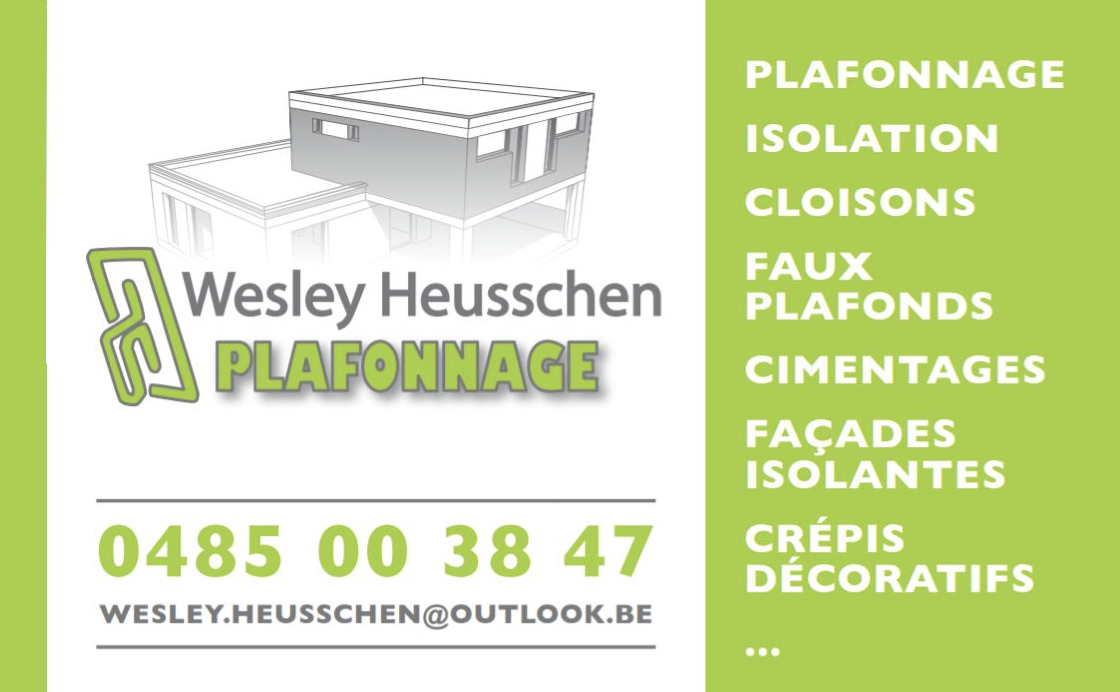 Wesley Heusschen
PLAFONNAGE
0485 00 38 47
WESLEY.HEUSSCHEN@OUTLOOK.BE
PLAFONNAGE
ISOLATION
CLOISONS
FAUX
PLAFONDS
CIMENTAGES
FAÇADES
ISOLANTES
CRÉPIS
DÉCORATIFS
...